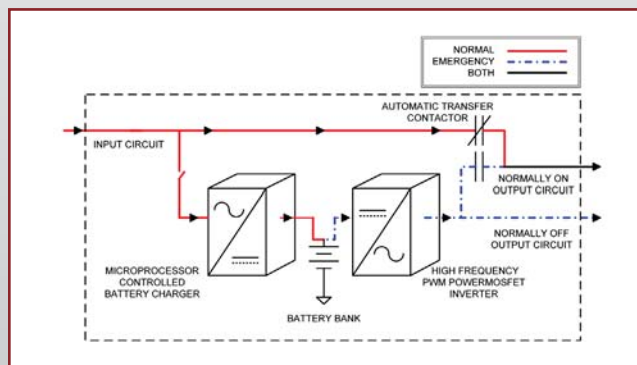 NORMAL
EMERGENCY
BOTH
AUTOMATIC TRANSFER
CONTACTOR
INPUT CIRCUIT
NORMALLY ON
OUTPUT CIRCUIT
NORMALLY OFF
OUTPUT CIRCUIT
MICROPROCESSOR
CONTROLLED
BATTERY CHARGER
HIGH FREQUENCY
PWM POWERMOSFET
INVERTER
BATTERY BANK